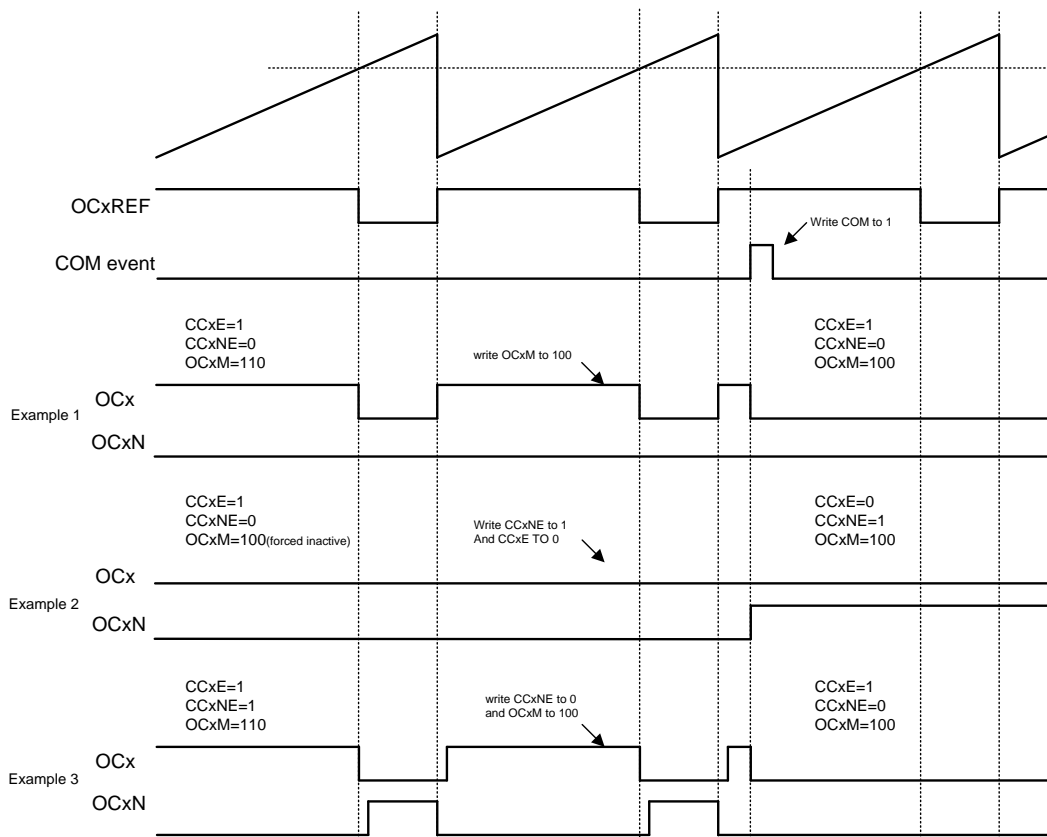 OCxREF
Write COM to 1
COM event
CCxE=1
CCxNE=0
OCxM=110
write OCxM to 100
CCxE=1
CCxNE=0
OCxM=100
Example 1
OCx
OCxN
CCxE=1
CCxNE=0
OCxM=100(forced inactive)
Write CCxNE to 1
And CCxE TO 0
CCxE=0
CCxNE=1
OCxM=100
Example 2
OCx
OCxN
CCxE=1
CCxNE=1
OCxM=110
write CCxNE to 0
and OCxM to 100
CCxE=1
CCxNE=0
OCxM=100
Example 3
OCx
OCxN